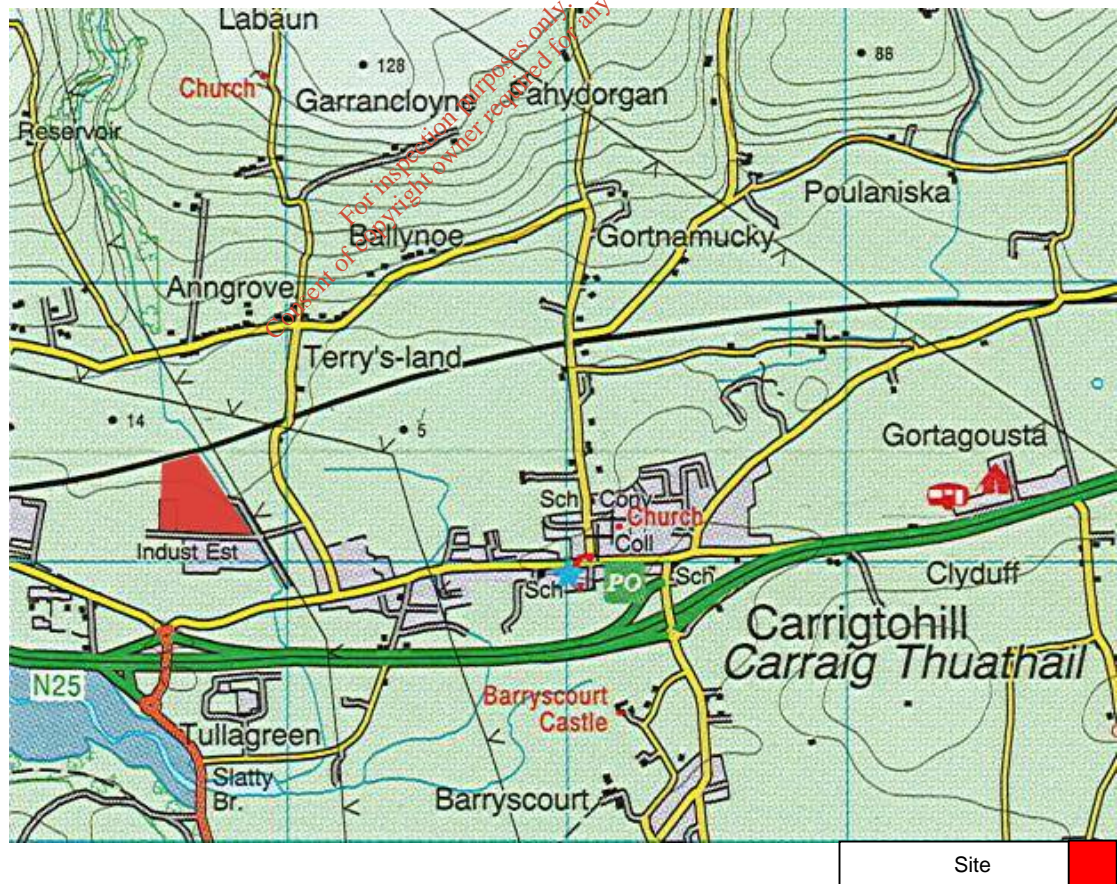 Labaun
128
88
Church
Garrancloyne
Fahydorgan
Reservoir
For inspection purposes only.
Consent of copyright owner required for any
Poulaniska
Ballynoe
Gortnamucky
Anngrove
Terry's-land
14
5
Gortagousta
Sch
Conv
Church
Coll
Indust Est
Sch
PO
Sch
Clyduff
Carrigtohill
Carraig Thuathail
N25
Barryscourt
Castle
Tullagreen
Slatty
Br.
Barryscourt
Site